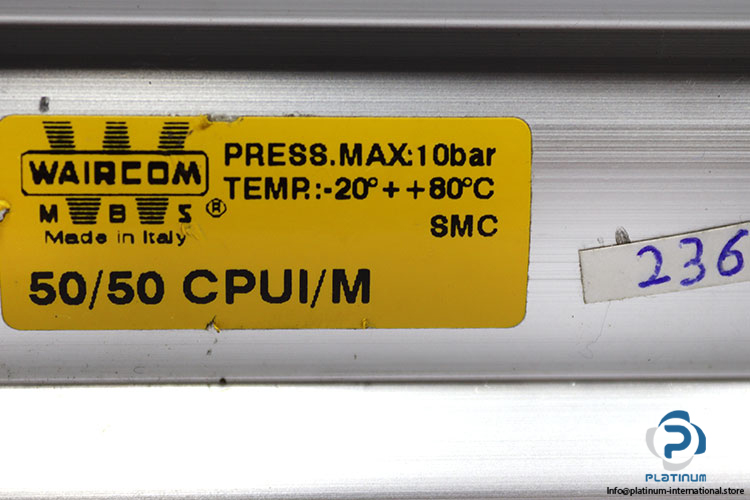 WAIRCOM
M B S ®
Made in Italy
PRESS.MAX:10bar
TEMP.:-20°++80°C
SMC
50/50 CPUI/M
236
PLATINUM
Info@platinum-international.store